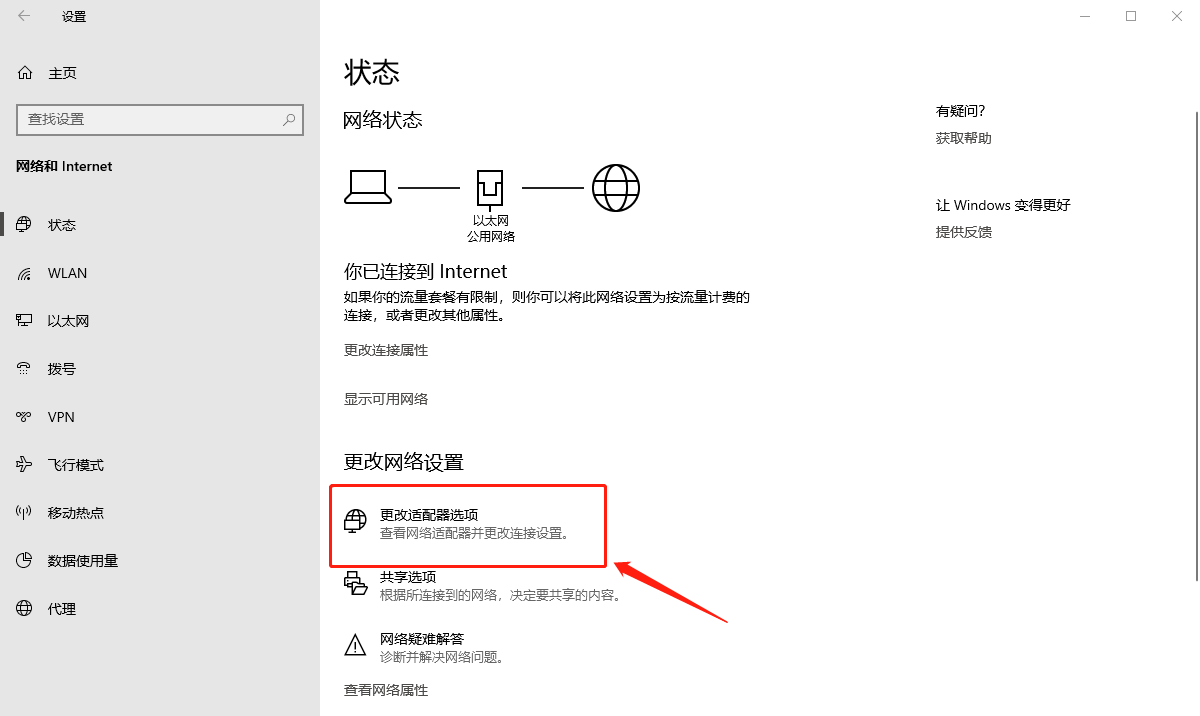 设置
主页
查找设置
网络和 Internet
状态
WLAN
以太网
拨号
VPN
飞行模式
移动热点
数据使用量
代理
状态
网络状态
以太网
公用网络
你已连接到 Internet
如果你的流量套餐有限制，则你可以将此网络设置为按流量计费的
连接，或者更改其他属性。
更改连接属性
显示可用网络
更改网络设置
更改适配器选项
查看网络适配器并更改连接设置。
共享选项
根据所连接到的网络，决定要共享的内容。
网络疑难解答
诊断并解决网络问题。
查看网络属性
有疑问?
获取帮助
让 Windows 变得更好
提供反馈